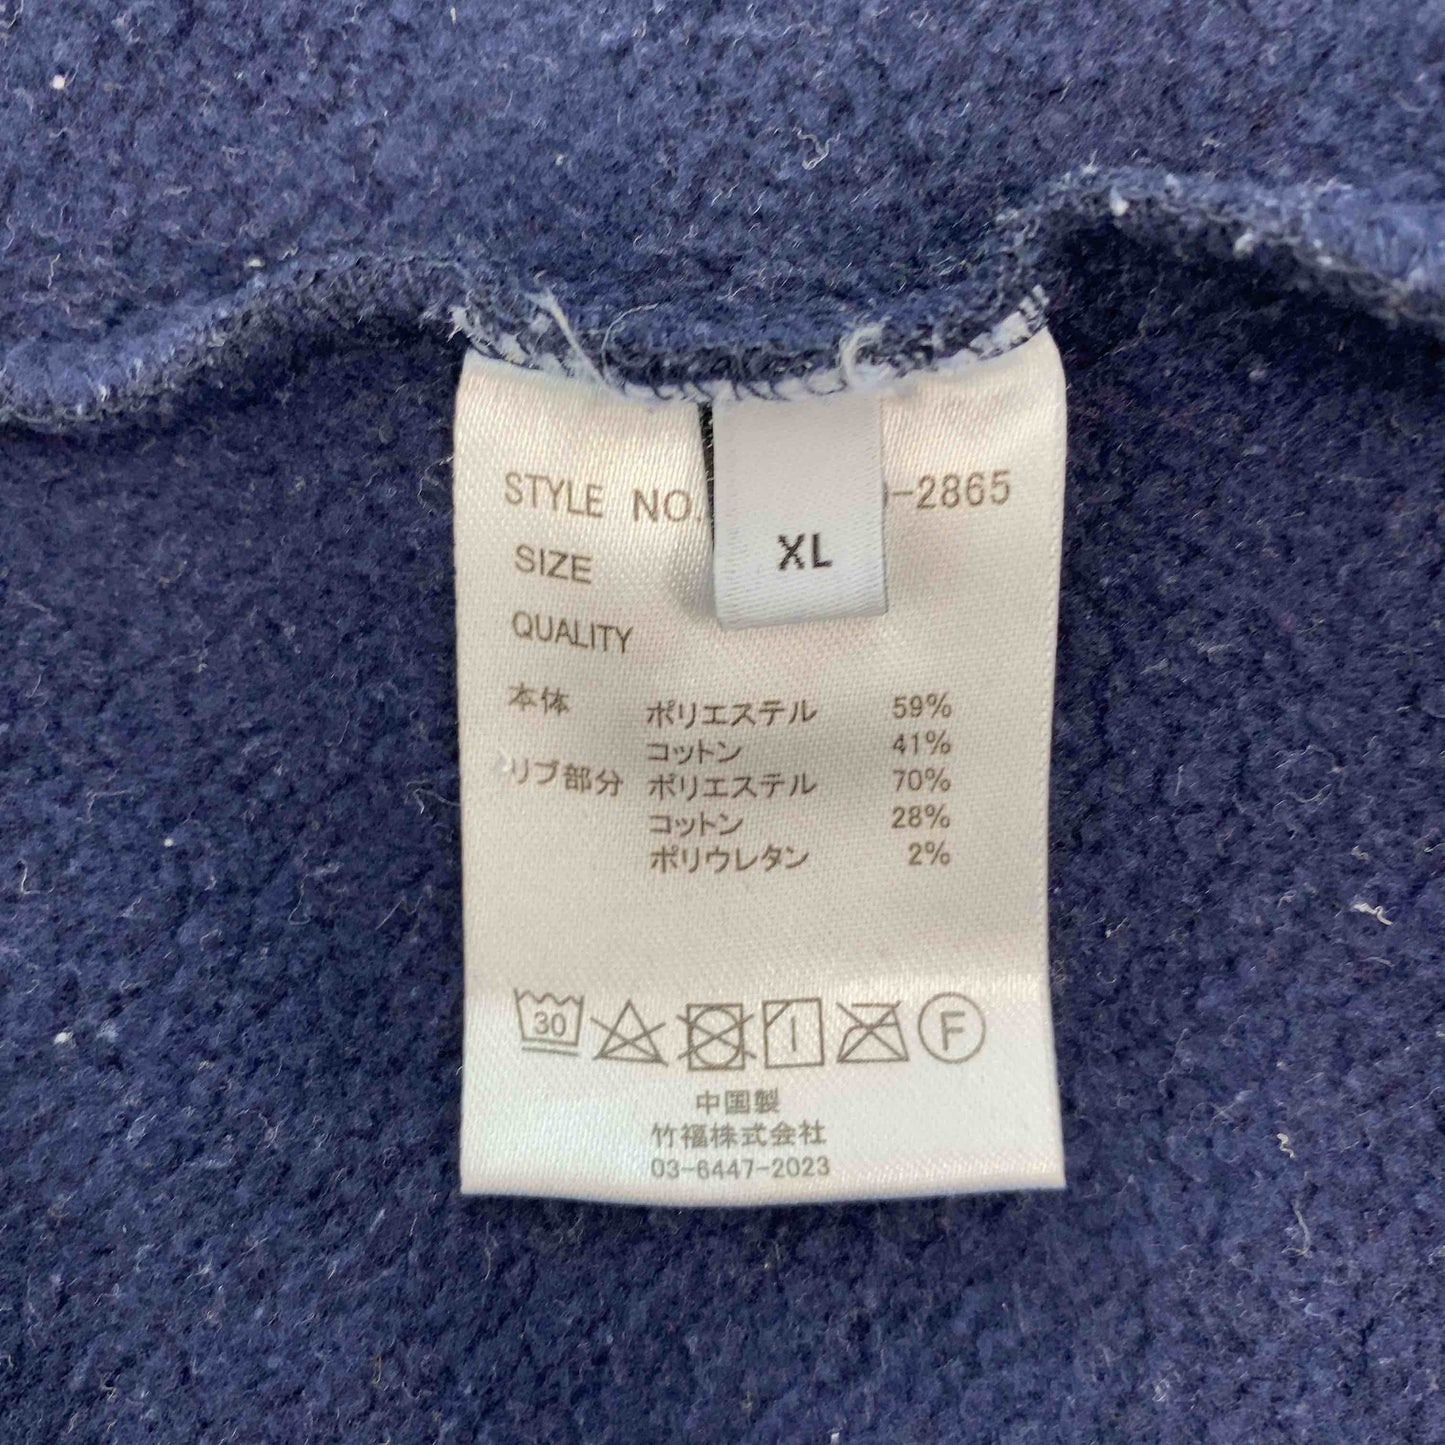 STYLE NO. -2865
XL
SIZE
QUALITY
本体 ポリエステル 59%
コットン 41%
リブ部分 ポリエステル 70%
コットン 28%
ポリウレタン 2%
30 F
中国製
竹福株式会社
03-6447-2023